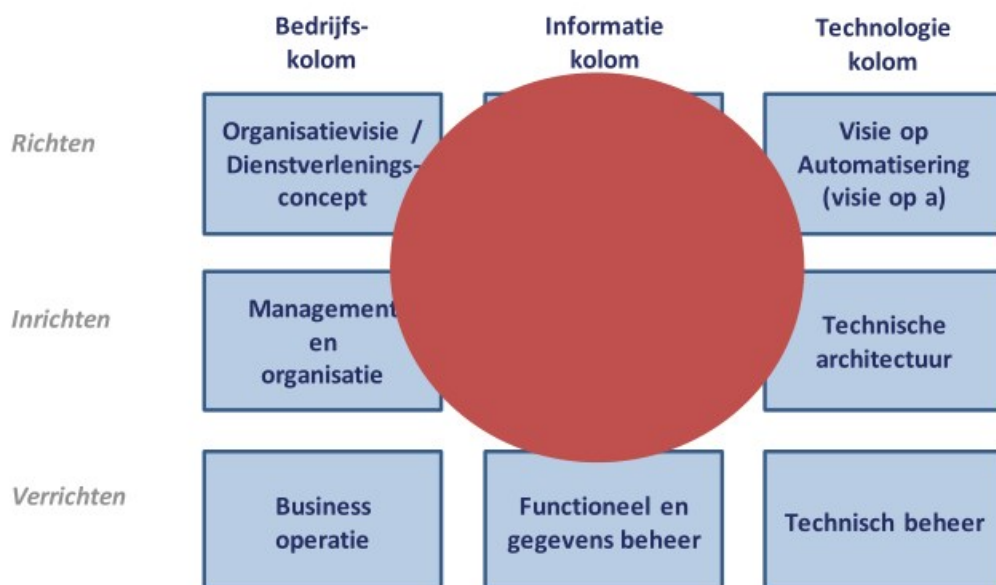 Bedrijfs-
kolom
Informatie
kolom
Technologie
kolom
Richten
Organisatievisie /
Dienstverlenings-
concept
Visie op
Automatisering
(visie op a)
Inrichten
Management
en
organisatie
Technische
architectuur
Verrichten
Business
operatie
Functioneel en
gegevens beheer
Technisch beheer